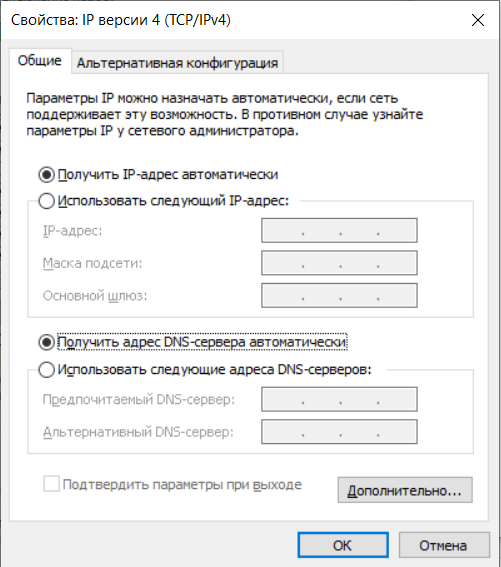 Свойства: IP версии 4 (TCP/IPv4)
Общие
Альтернативная конфигурация
Параметры IP можно назначать автоматически, если сеть
поддерживает эту возможность. В противном случае узнайте
параметры IP у сетевого администратора.
Получить IP-адрес автоматически
Использовать следующий IP-адрес:
IP-адрес:
Маска подсети:
Основной шлюз:
Получить адрес DNS-сервера автоматически
Использовать следующие адреса DNS-серверов:
Предпочитаемый DNS-сервер:
Альтернативный DNS-сервер:
Подтвердить параметры при выходе
Дополнительно...
ОК
Отмена